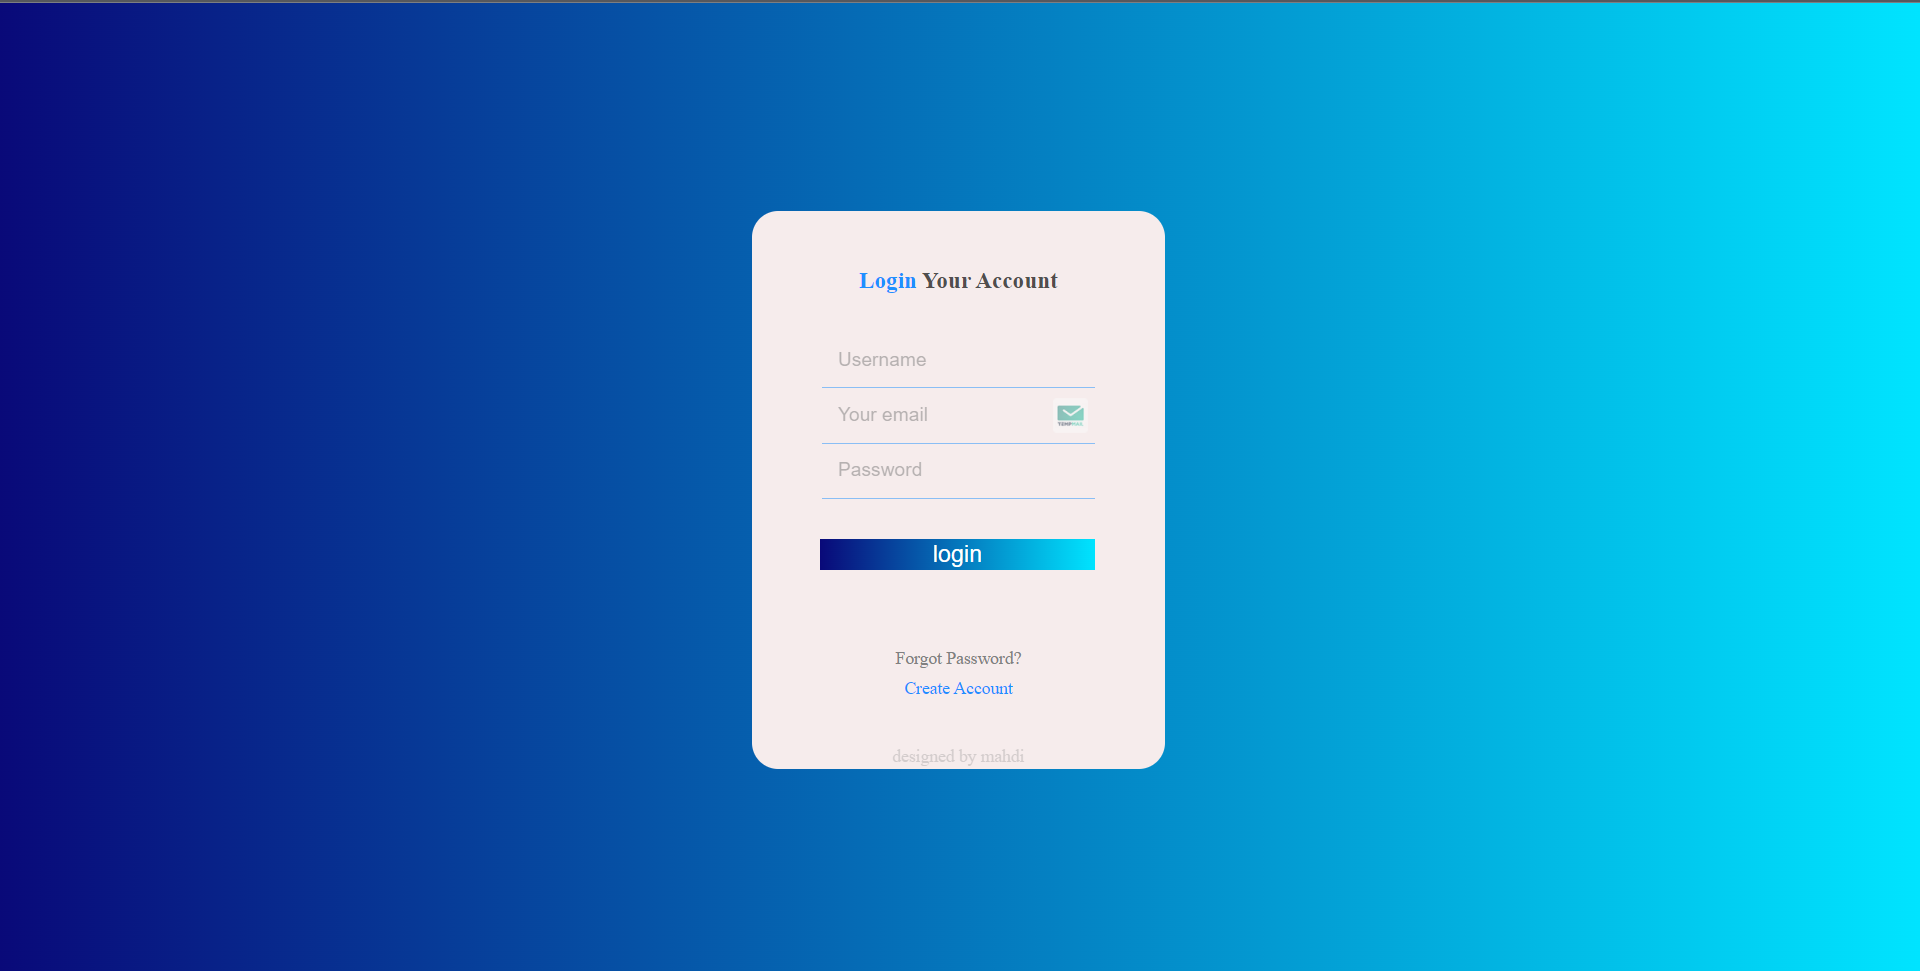 Login Your Account
Username
Your email
Password
login
Forgot Password?
Create Account
designed by mahdi